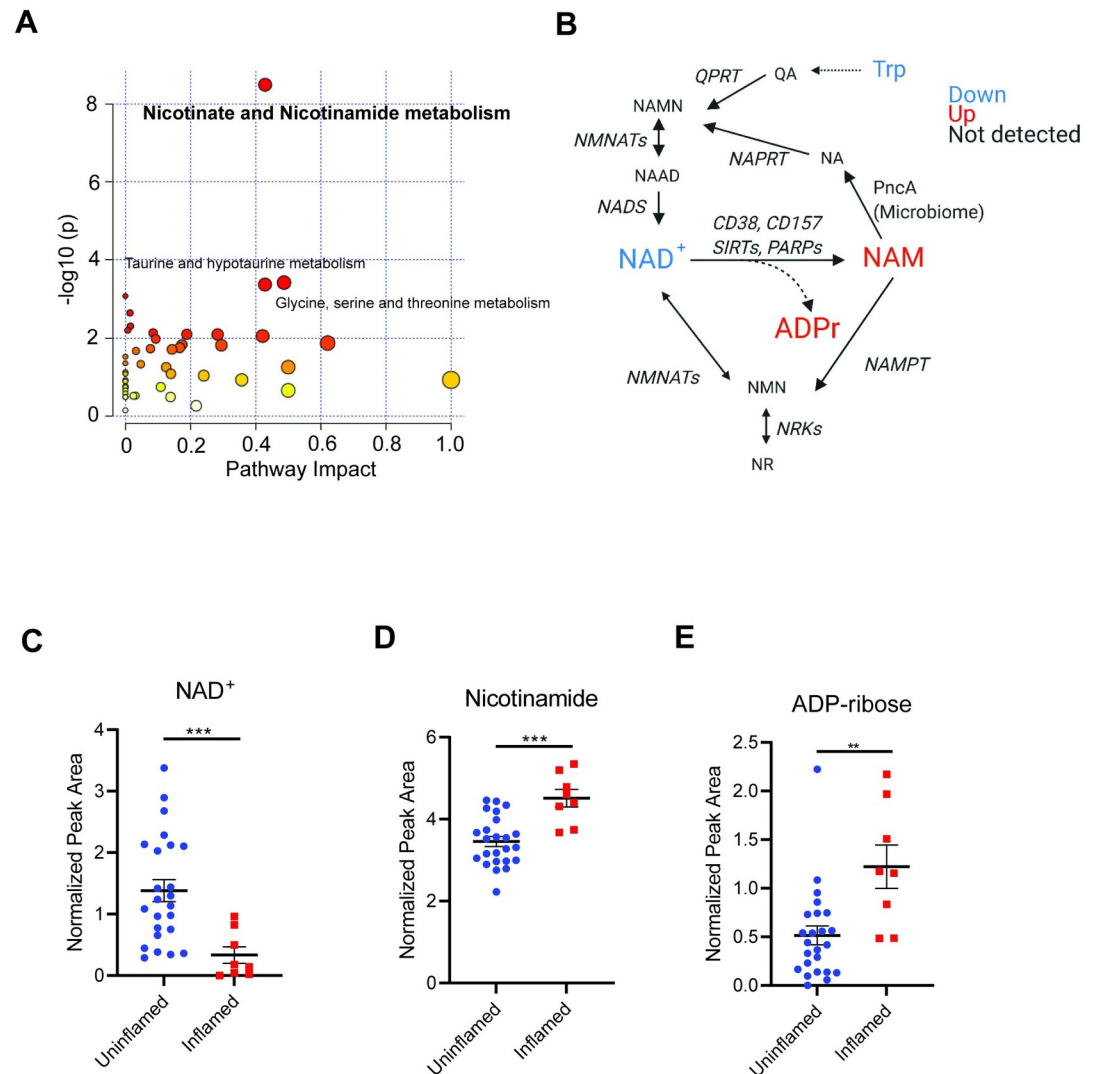 A
8
6
4
2
0
-log10 (p)
Nicotinate and Nicotinamide metabolism
Taurine and hypotaurine metabolism
Glycine, serine and threonine metabolism
0 0.2 0.4 0.6 0.8 1.0
Pathway Impact
B
QPRT QA Trp
NAMN
NMNATs
NAPRT NA
NAAD
NADS
PncA
(Microbiome)
CD38, CD157
SIRTs, PARPs
NAD+ NAM
ADPr
NMNATs NAMPT
NMN
NRKs
NR
Down
Up
Not detected
C
NAD+
***
Normalized Peak Area
4
3
2
1
0
Uninflamed
Inflamed
D
Nicotinamide
***
Normalized Peak Area
6
4
2
0
Uninflamed
Inflamed
E
ADP-ribose
**
Normalized Peak Area
2.5
2.0
1.5
1.0
0.5
0.0
Uninflamed
Inflamed